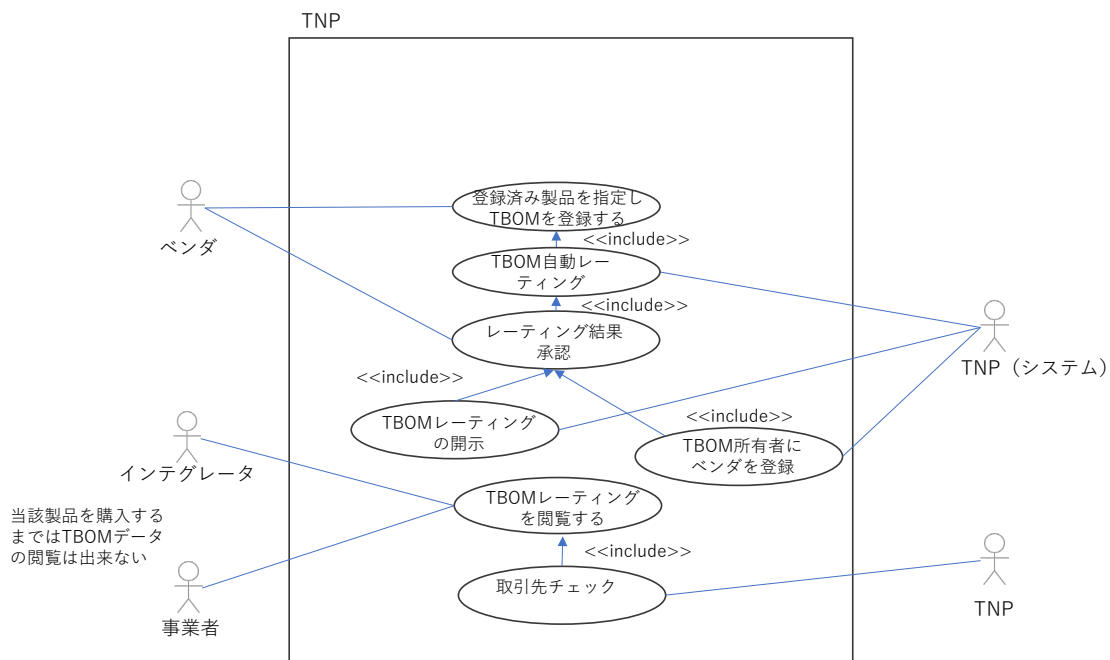 TNP
登録済み製品を指定し
TBOMを登録する
ベンダ
<<include>>
TBOM自動レー
ティング
<<include>>
レーティング結果
承認
TNP（システム）
<<include>>
TBOMレーティング
の開示
<<include>>
TBOM所有者に
ベンダを登録
インテグレータ
TBOMレーティング
を閲覧する
当該製品を購入する
まではTBOMデータ
の閲覧は出来ない
<<include>>
取引先チェック
TNP
事業者